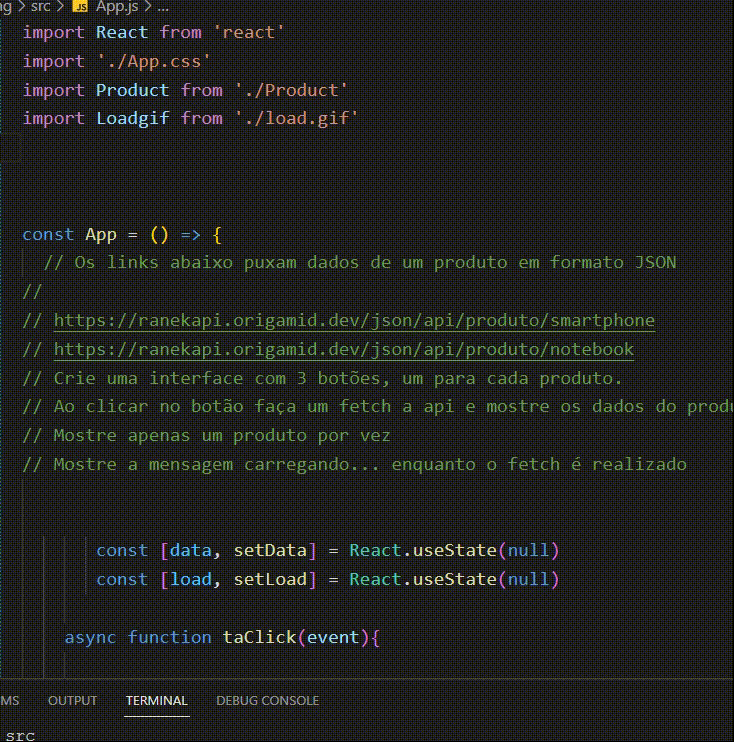 ng > src > JS App.js > ...
import React from 'react'
import './App.css'
import Product from './Product'
import Loadgif from './load.gif'
const App = () => {
// Os links abaixo puxam dados de um produto em formato JSON
//
// https://ranekapi.origamid.dev/json/api/produto/smartphone
// https://ranekapi.origamid.dev/json/api/produto/notebook
// Crie uma interface com 3 botões, um para cada produto.
// Ao clicar no botão faça um fetch a api e mostre os dados do produ
// Mostre apenas um produto por vez
// Mostre a mensagem carregando... enquanto o fetch é realizado
const [data, setData] = React.useState(null)
const [load, setLoad] = React.useState(null)
async function taClick(event){
MS OUTPUT TERMINAL DEBUG CONSOLE
src